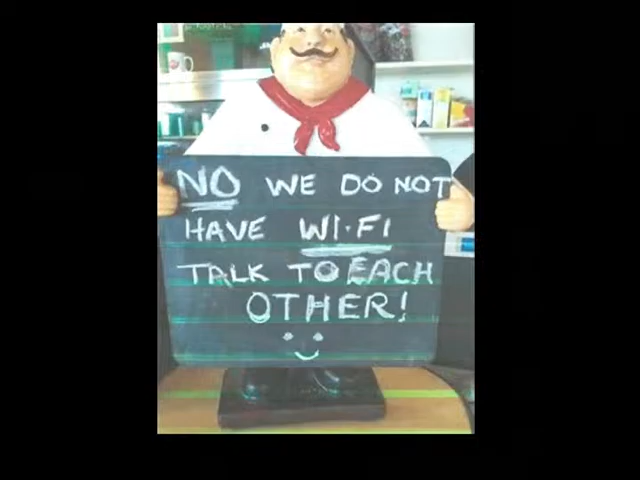 NO WE DO NOT
HAVE WI-FI
TALK TO EACH
OTHER!